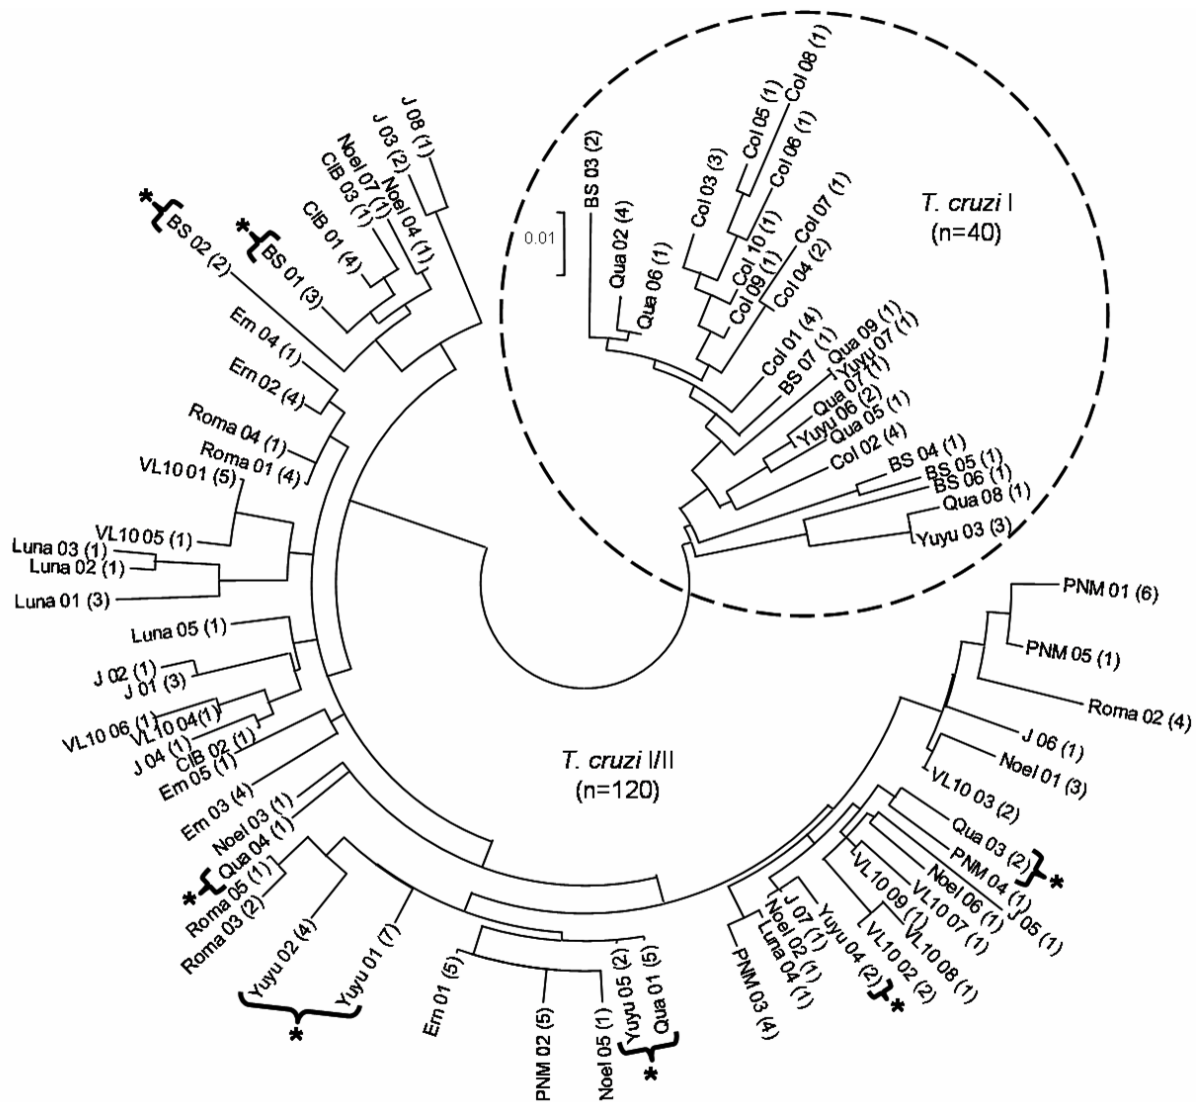 J 08 (1)
J 03 (2)
Noel 04 (1)
Noel 07 (1)
CIB 03 (1)
CIB 01 (4)
*
BS 01 (3)
*
BS 02 (2)
Ern 04 (1)
Ern 02 (4)
Roma 04 (1)
Roma 01 (4)
VL10 01 (5)
VL10 05 (1)
Luna 03 (1)
Luna 02 (1)
Luna 01 (3)
Luna 05 (1)
J 02 (1)
J 01 (3)
VL10 06 (1)
VL10 04(1)
J 04 (1)
CIB 02 (1)
Ern 05 (1)
Ern 03 (4)
Noel 03 (1)
Qua 04 (1)
*
Roma 05 (1)
Roma 03 (2)
Yuyu 02 (4)
Yuyu 01 (7)
*
Ern 01 (5)
PNM 02 (5)
Noel 05 (1)
Yuyu 05 (2)
Qua 01 (5)
*
PNM 03 (4)
Luna 04 (1)
Noel 02 (1)
J 07 (1)
Yuyu 04 (2)
*
VL10 02 (2)
VL10 08 (1)
VL10 09 (1)
VL10 07 (1)
J 05 (1)
Noel 06 (1)
PNM 04 (1)
Qua 03 (2)
*
VL10 03 (2)
Noel 01 (3)
J 06 (1)
Roma 02 (4)
PNM 05 (1)
PNM 01 (6)
T. cruzi I/II
(n=120)
T. cruzi I
(n=40)
0.01
BS 03 (2)
Qua 02 (4)
Qua 06 (1)
Col 03 (3)
Col 05 (1)
Col 08 (1)
Col 06 (1)
Col 10 (1)
Col 09 (1)
Col 07 (1)
Col 04 (2)
Col 01 (4)
BS 07 (1)
Qua 09 (1)
Yuyu 07 (1)
Qua 07 (1)
Yuyu 06 (2)
Qua 05 (1)
Col 02 (4)
BS 04 (1)
BS 05 (1)
BS 06 (1)
Qua 08 (1)
Yuyu 03 (3)